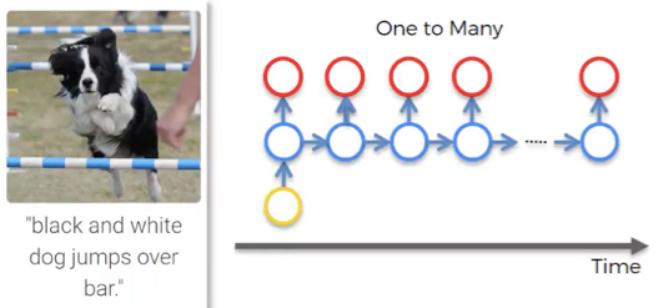 One to Many
"black and white
dog jumps over
bar."
Time